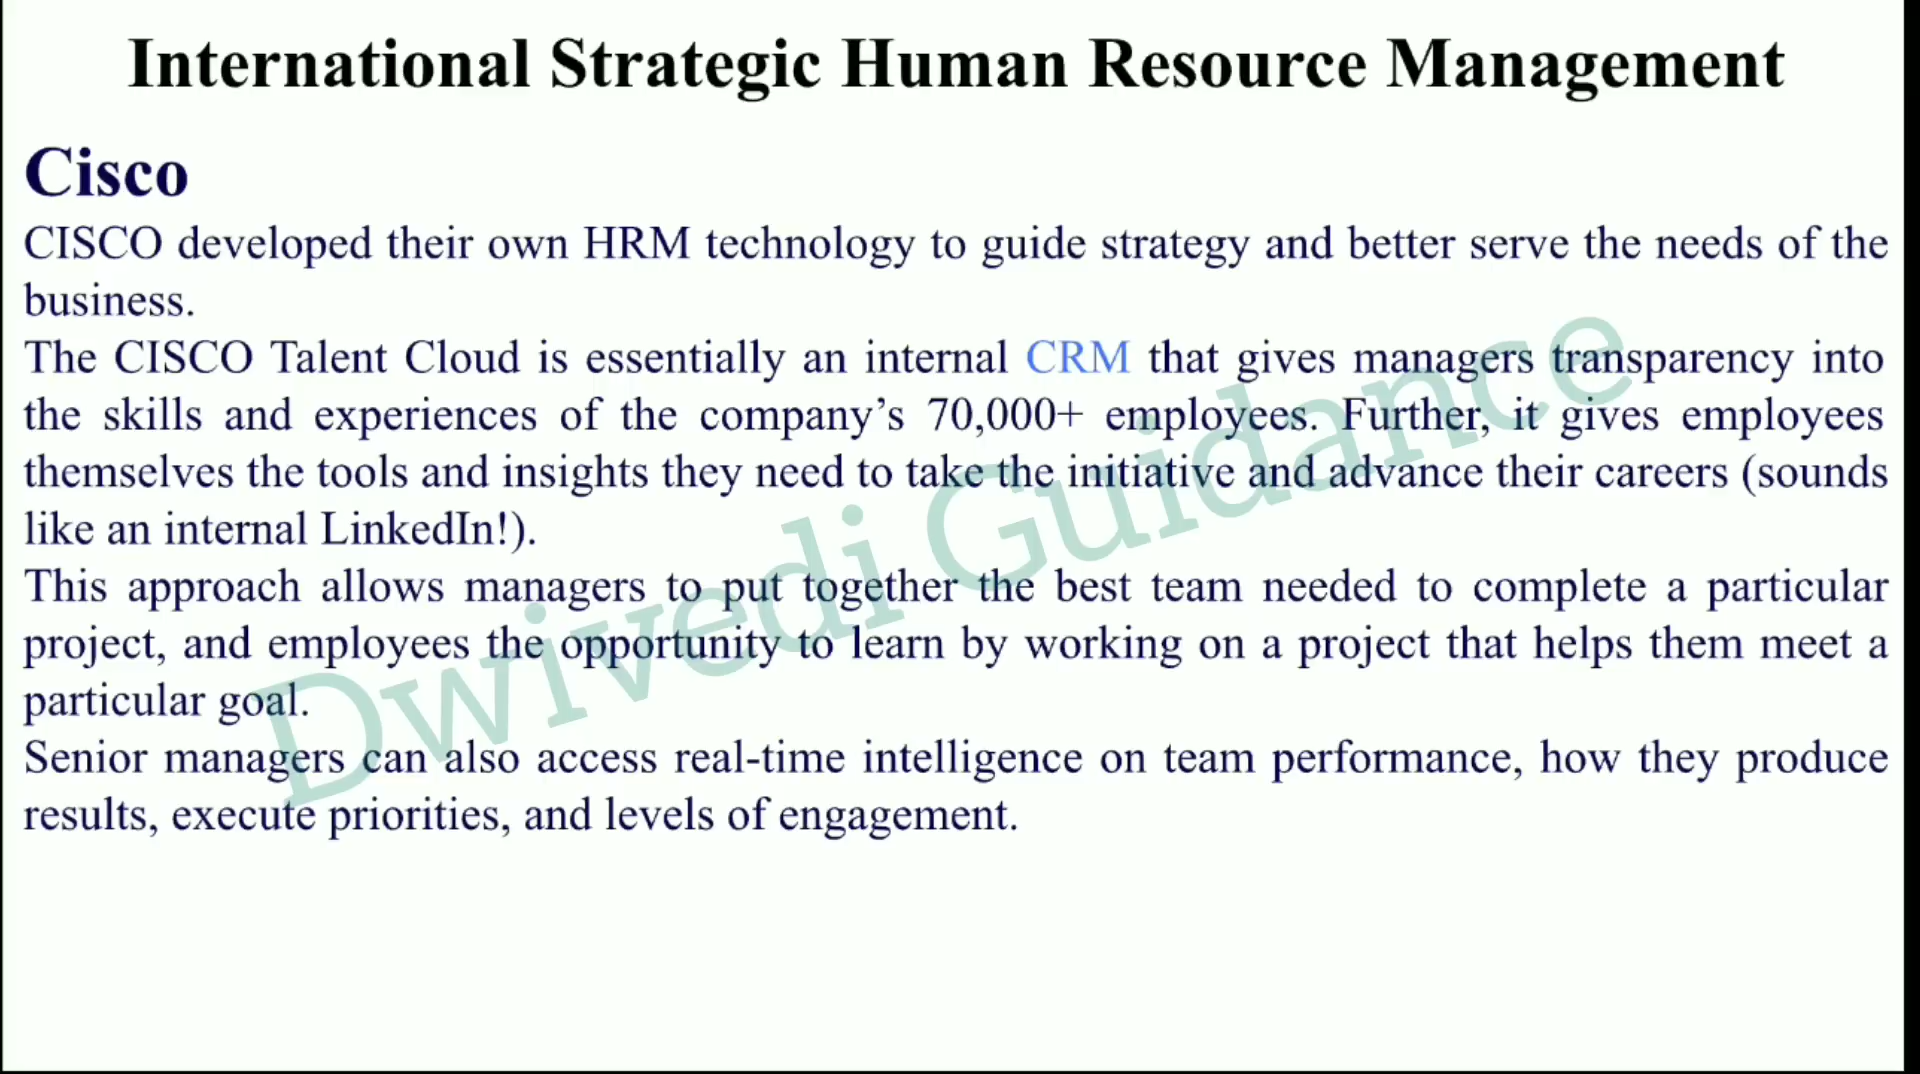 International Strategic Human Resource Management
Cisco
CISCO developed their own HRM technology to guide strategy and better serve the needs of the
business.
The CISCO Talent Cloud is essentially an internal CRM that gives managers transparency into
the skills and experiences of the company’s 70,000+ employees. Further, it gives employees
themselves the tools and insights they need to take the initiative and advance their careers (sounds
like an internal LinkedIn!).
This approach allows managers to put together the best team needed to complete a particular
project, and employees the opportunity to learn by working on a project that helps them meet a
particular goal.
Senior managers can also access real-time intelligence on team performance, how they produce
results, execute priorities, and levels of engagement.
Dwivedi Guidance